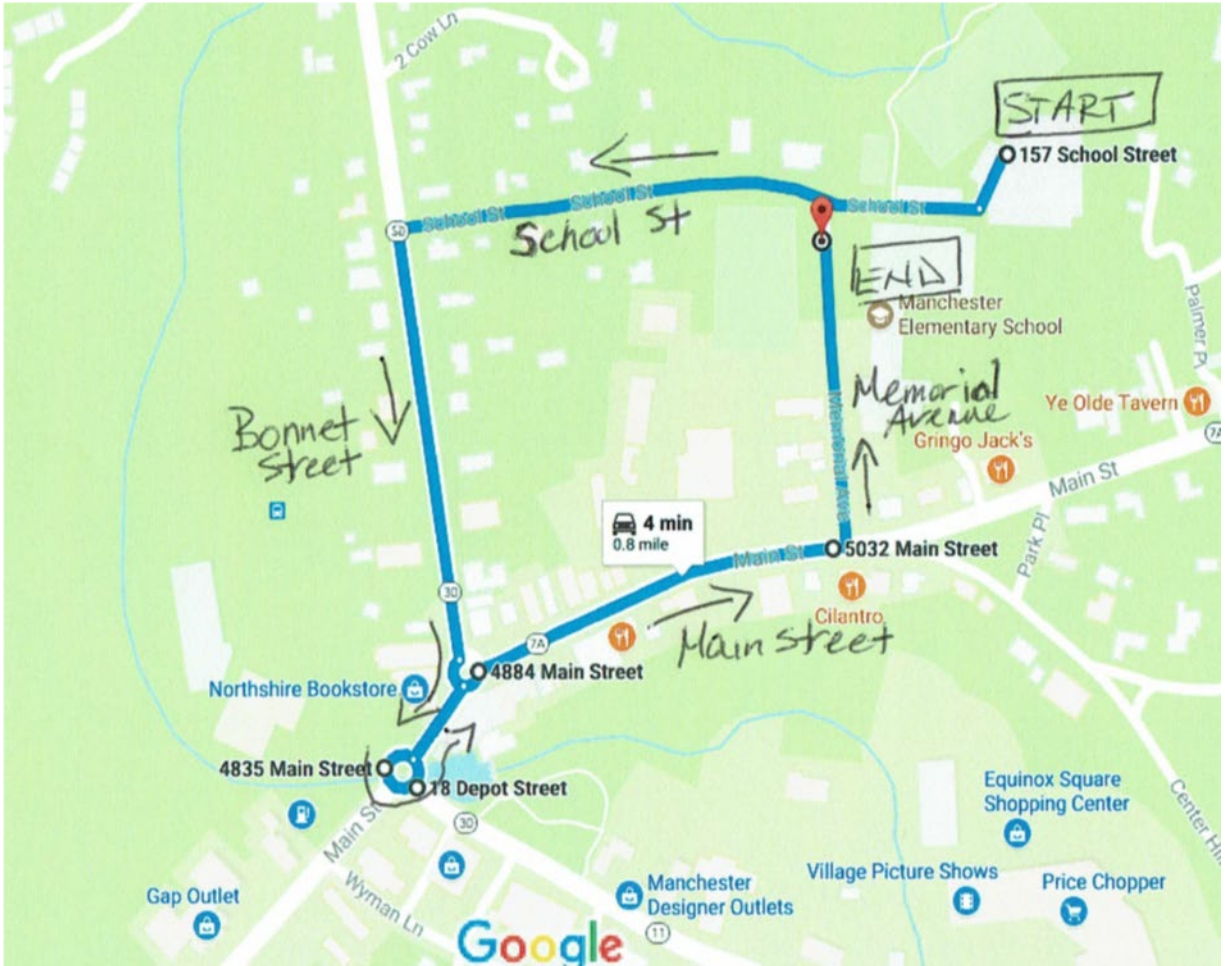 2 Cow Ln
START
157 School Street
School St
School St
School St
School St
30
END
Manchester
Elementary School
Palmer Pl
Memorial
Avenue
Memorial Ave
Ye Olde Tavern
7A
Gringo Jack's
Bonnet
Street
Main St
Park Pl
4 min
0.8 mile
Main St
5032 Main Street
30
Cilantro
7A
Main Street
4884 Main Street
Northshire Bookstore
4835 Main Street
18 Depot Street
30
Main St
Wyman Ln
Equinox Square
Shopping Center
Center Hill
Village Picture Shows
Price Chopper
Manchester
Designer Outlets
Gap Outlet
11
Google